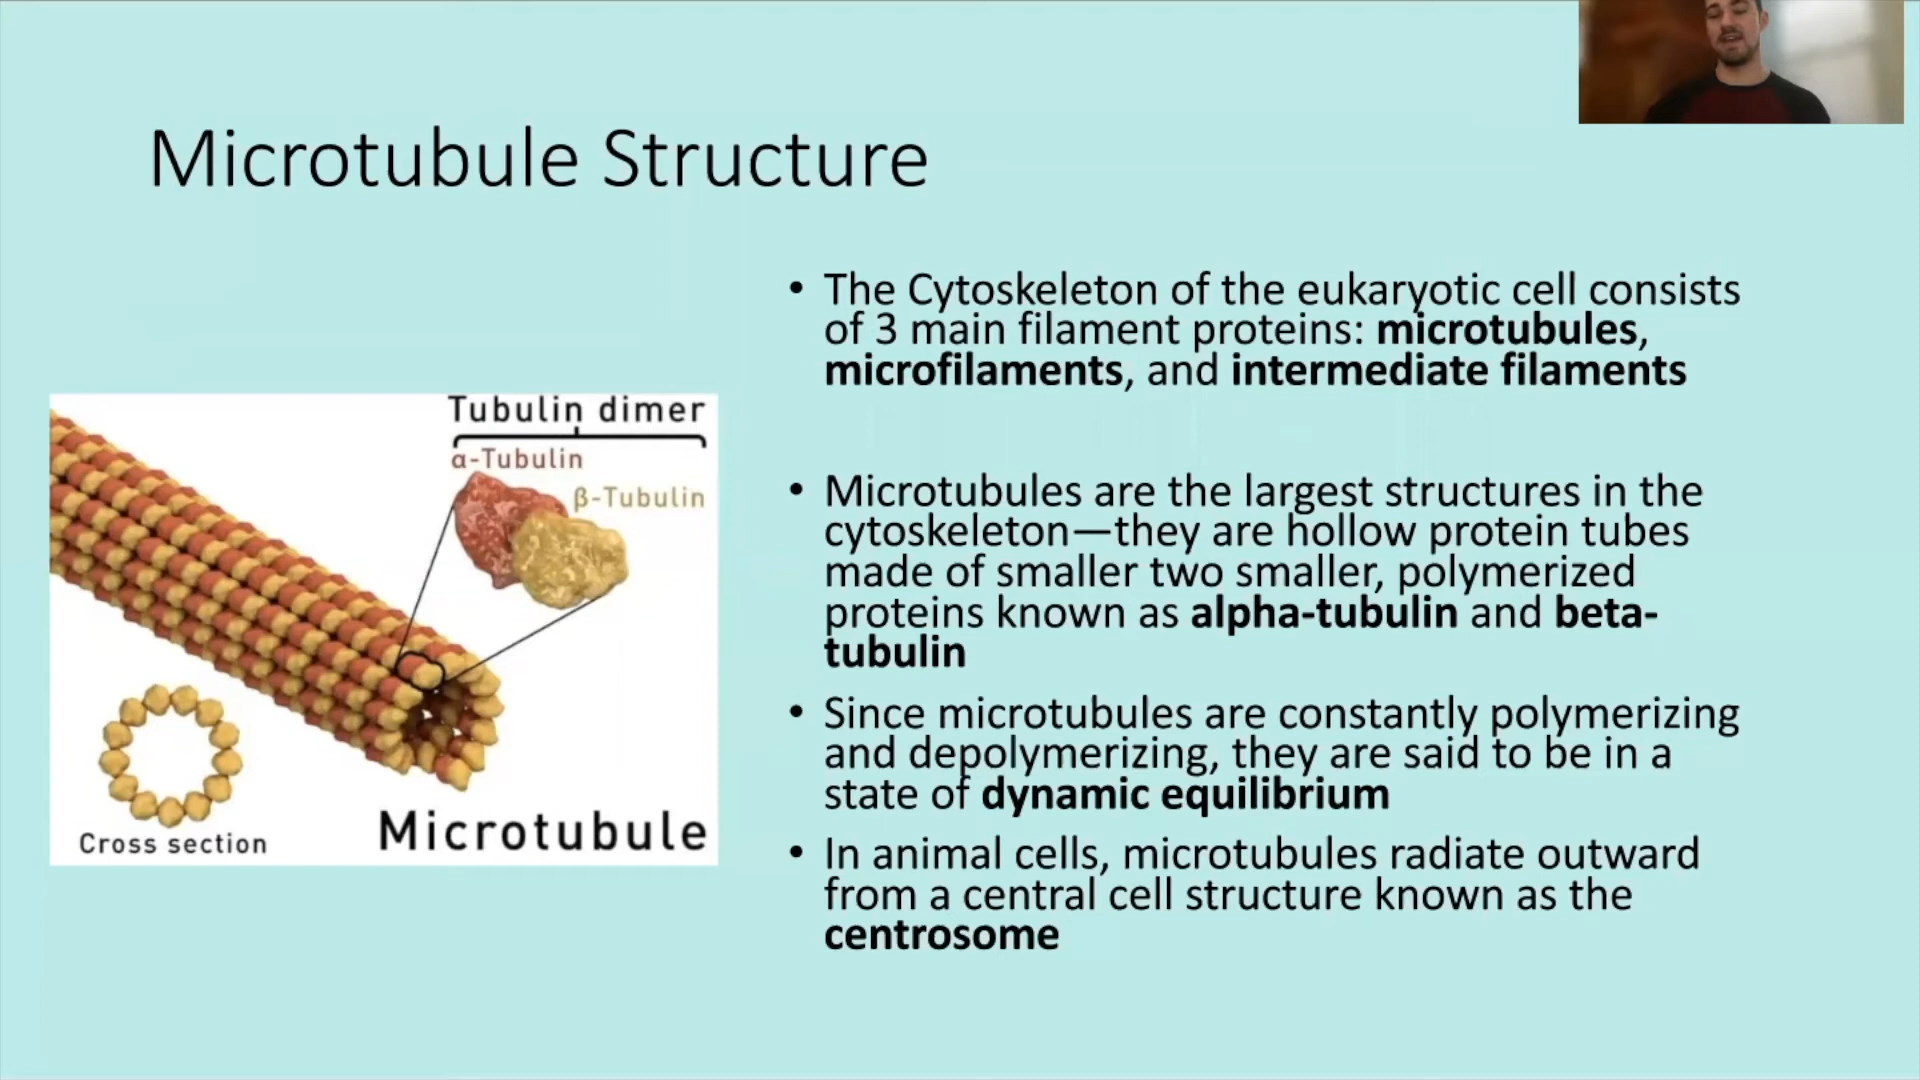 Microtubule Structure
• The Cytoskeleton of the eukaryotic cell consists
of 3 main filament proteins: microtubules,
microfilaments, and intermediate filaments
• Microtubules are the largest structures in the
cytoskeleton—they are hollow protein tubes
made of smaller two smaller, polymerized
proteins known as alpha-tubulin and beta-
tubulin
• Since microtubules are constantly polymerizing
and depolymerizing, they are said to be in a
state of dynamic equilibrium
• In animal cells, microtubules radiate outward
from a central cell structure known as the
centrosome
Tubulin dimer
α-Tubulin
β-Tubulin
Cross section
Microtubule